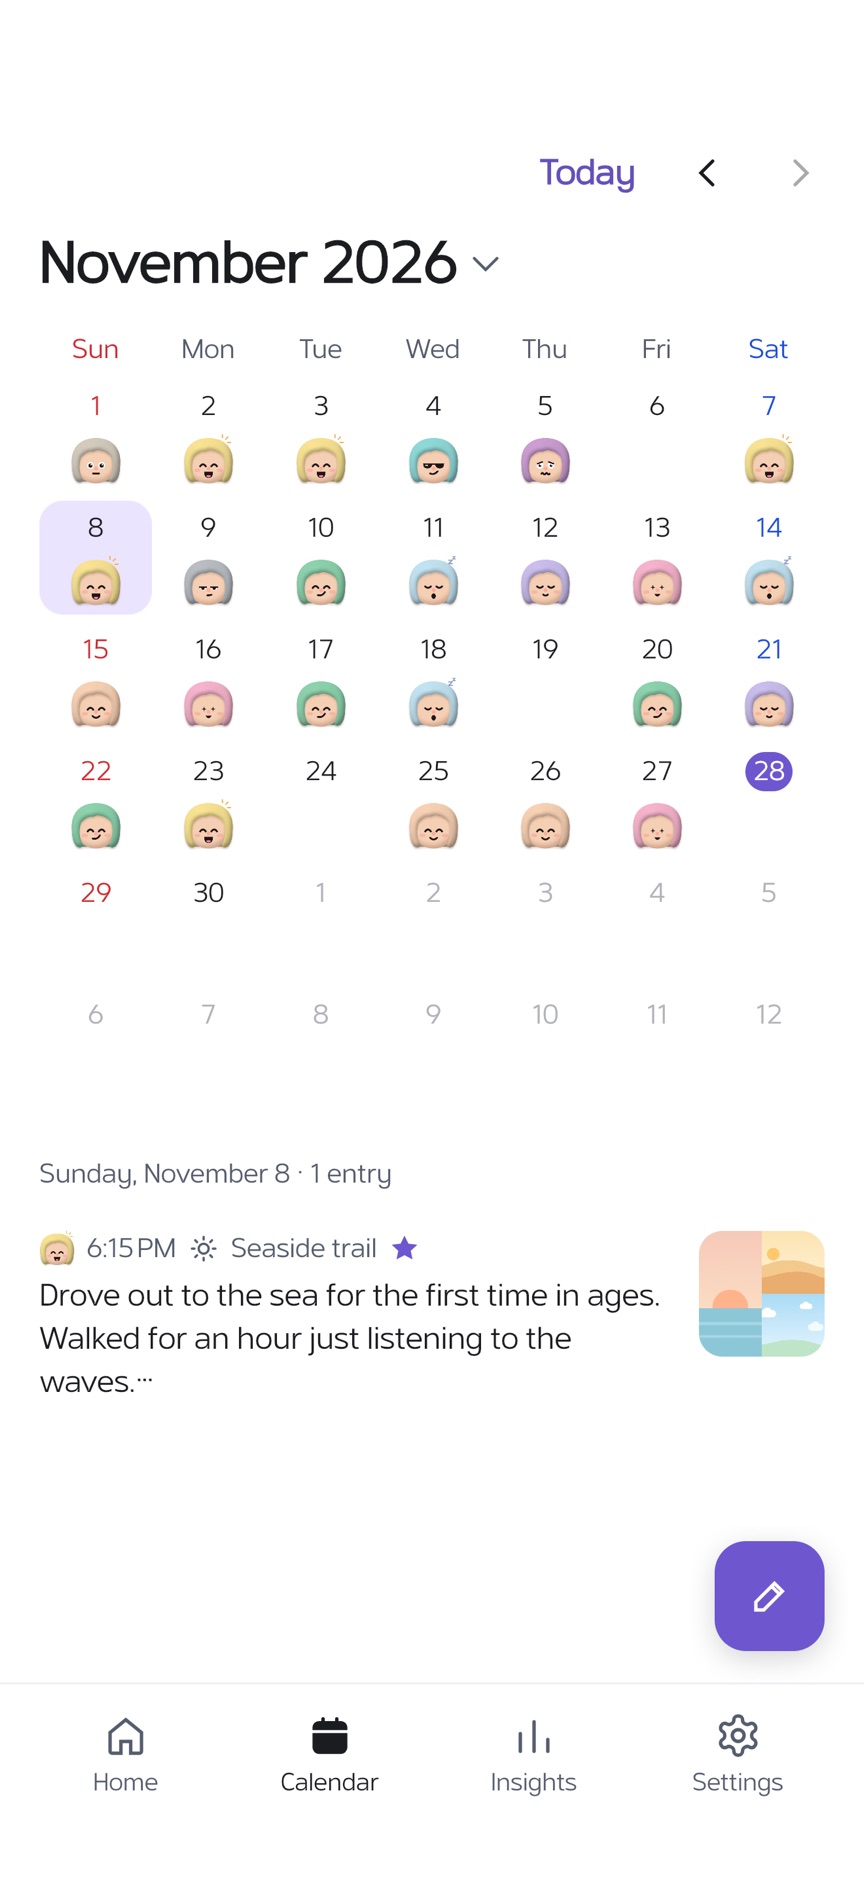 Today
November 2026
Sun Mon Tue Wed Thu Fri Sat
1 2 3 4 5 6 7
8 9 10 11 12 13 14
z
z
15 16 17 18 19 20 21
z
22 23 24 25 26 27 28
29 30 1 2 3 4 5
6 7 8 9 10 11 12
Sunday, November 8 · 1 entry
6:15 PM Seaside trail
Drove out to the sea for the first time in ages.
Walked for an hour just listening to the
waves.···
Home Calendar Insights Settings